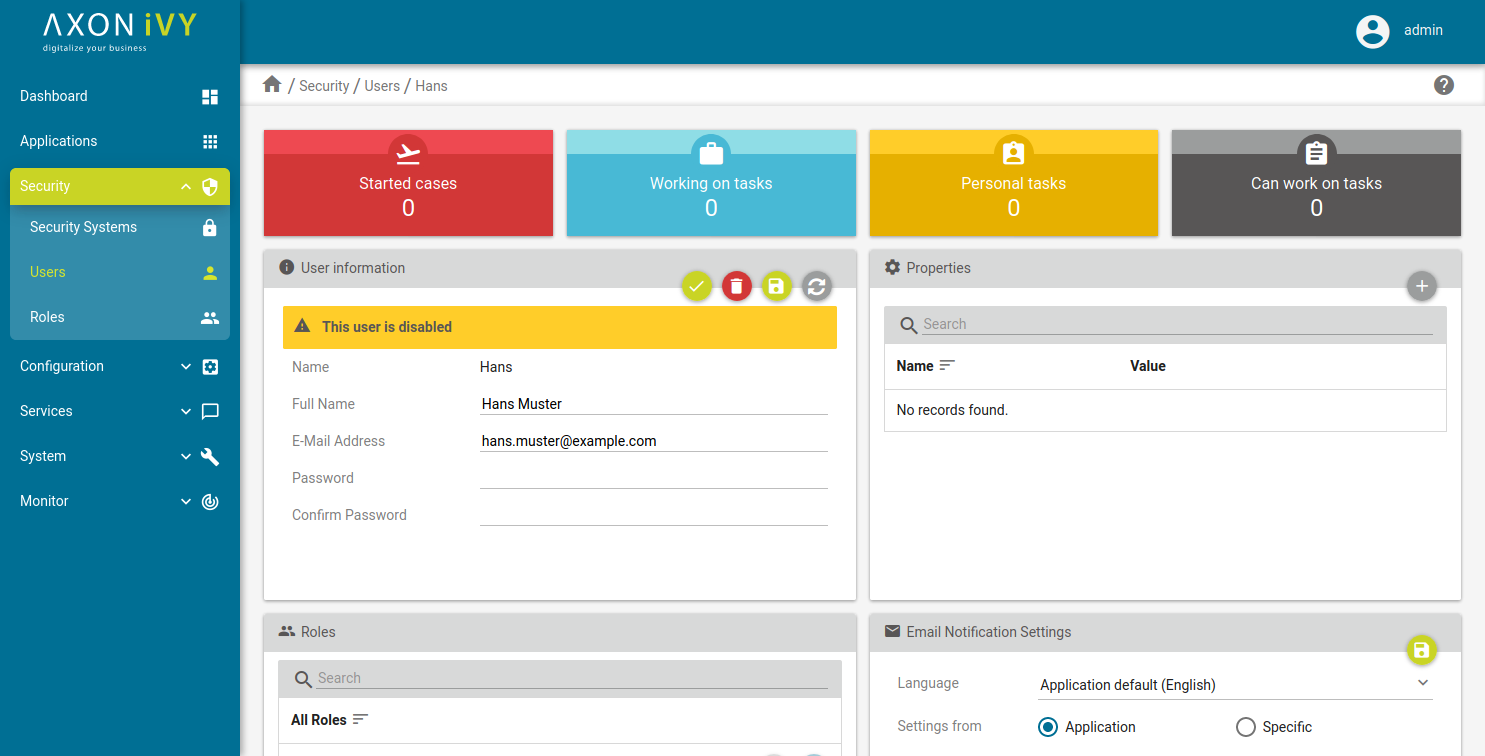 AXON iVY
digitalize your business
admin
Dashboard
Applications
Security
Security Systems
Users
Roles
Configuration
Services
System
Monitor
/ Security / Users / Hans
Started cases
0
Working on tasks
0
Personal tasks
0
Can work on tasks
0
User information
This user is disabled
Name Hans
Full Name Hans Muster
E-Mail Address hans.muster@example.com
Password
Confirm Password
Properties
Search
Name Value
No records found.
Roles
Search
All Roles
Email Notification Settings
Language Application default (English)
Settings from Application Specific